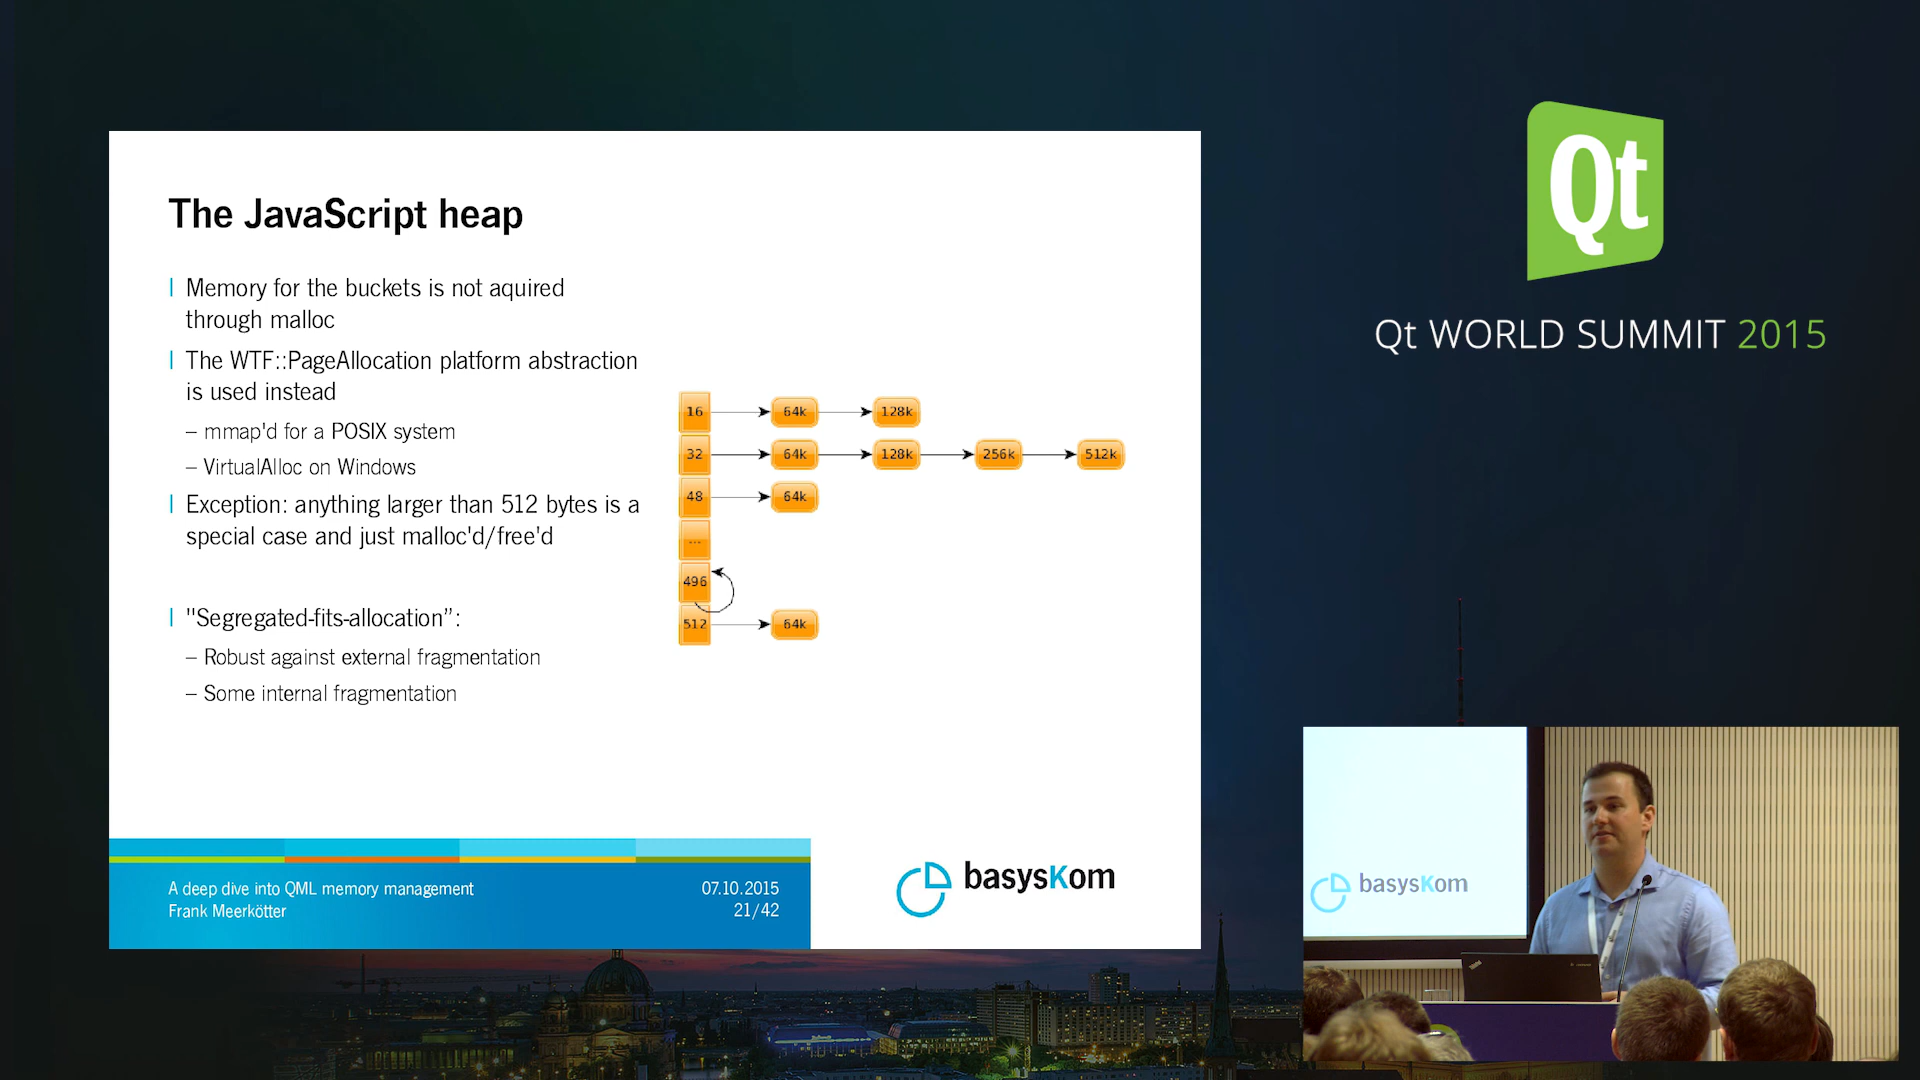 The JavaScript heap
Memory for the buckets is not aquired
through malloc
The WTF::PageAllocation platform abstraction
is used instead
– mmap'd for a POSIX system
– VirtualAlloc on Windows
Exception: anything larger than 512 bytes is a
special case and just malloc'd/free'd
"Segregated-fits-allocation”:
– Robust against external fragmentation
– Some internal fragmentation
16 64k 128k
32 64k 128k 256k 512k
48 64k
...
496
512 64k
A deep dive into QML memory management
Frank Meerkötter
07.10.2015
21/42
basysKom
Qt
Qt WORLD SUMMIT 2015
basysKom